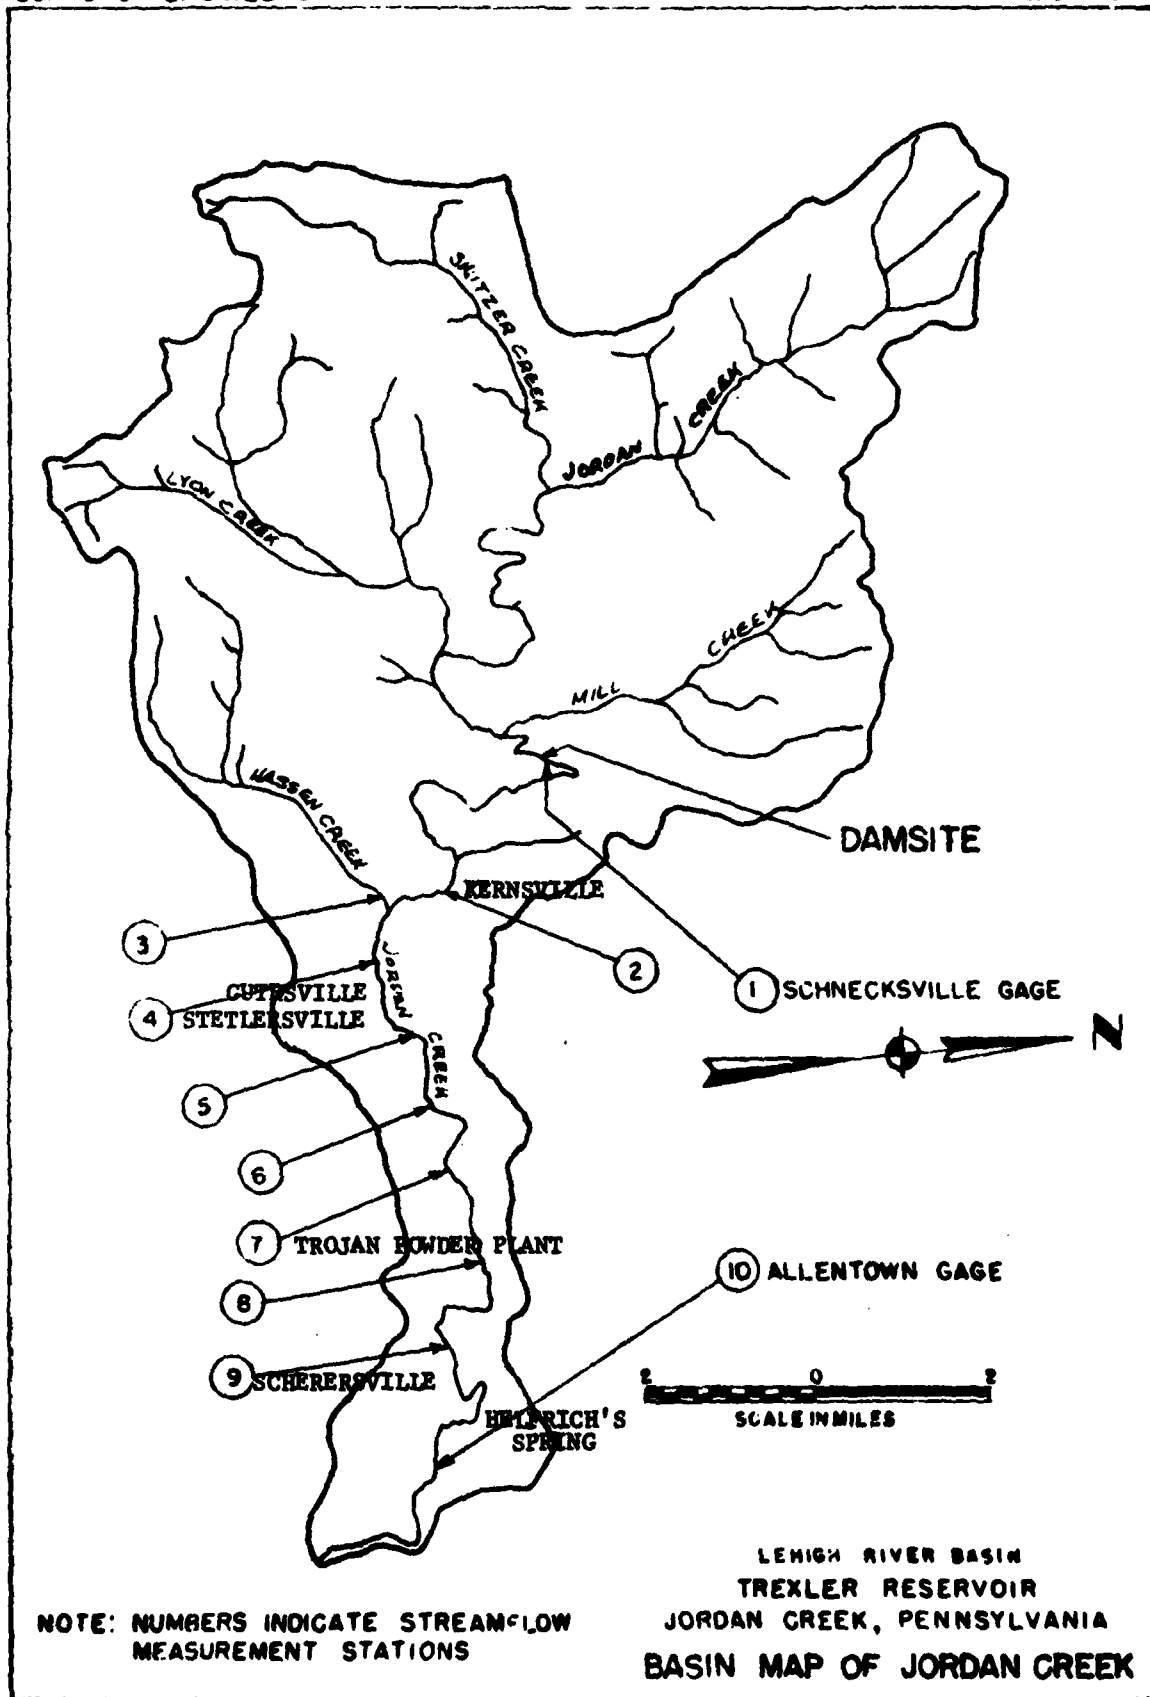 SKITZER CREEK
JORDAN CREEK
LYON CREEK
MILL CREEK
HASSEN CREEK
DAMSITE
KERNSVILLE
3
2
1 SCHNECKSVILLE GAGE
GUTHSVILLE
4 STETLERSVILLE
JORDAN CREEK
N
5
6
7 TROJAN POWDER PLANT
8
10 ALLENTOWN GAGE
9 SCHERERSVILLE
2 0 2
SCALE IN MILES
HELFRICH'S
SPRING
LEHIGH RIVER BASIN
TREXLER RESERVOIR
JORDAN CREEK, PENNSYLVANIA
BASIN MAP OF JORDAN CREEK
NOTE: NUMBERS INDICATE STREAMFLOW
MEASUREMENT STATIONS